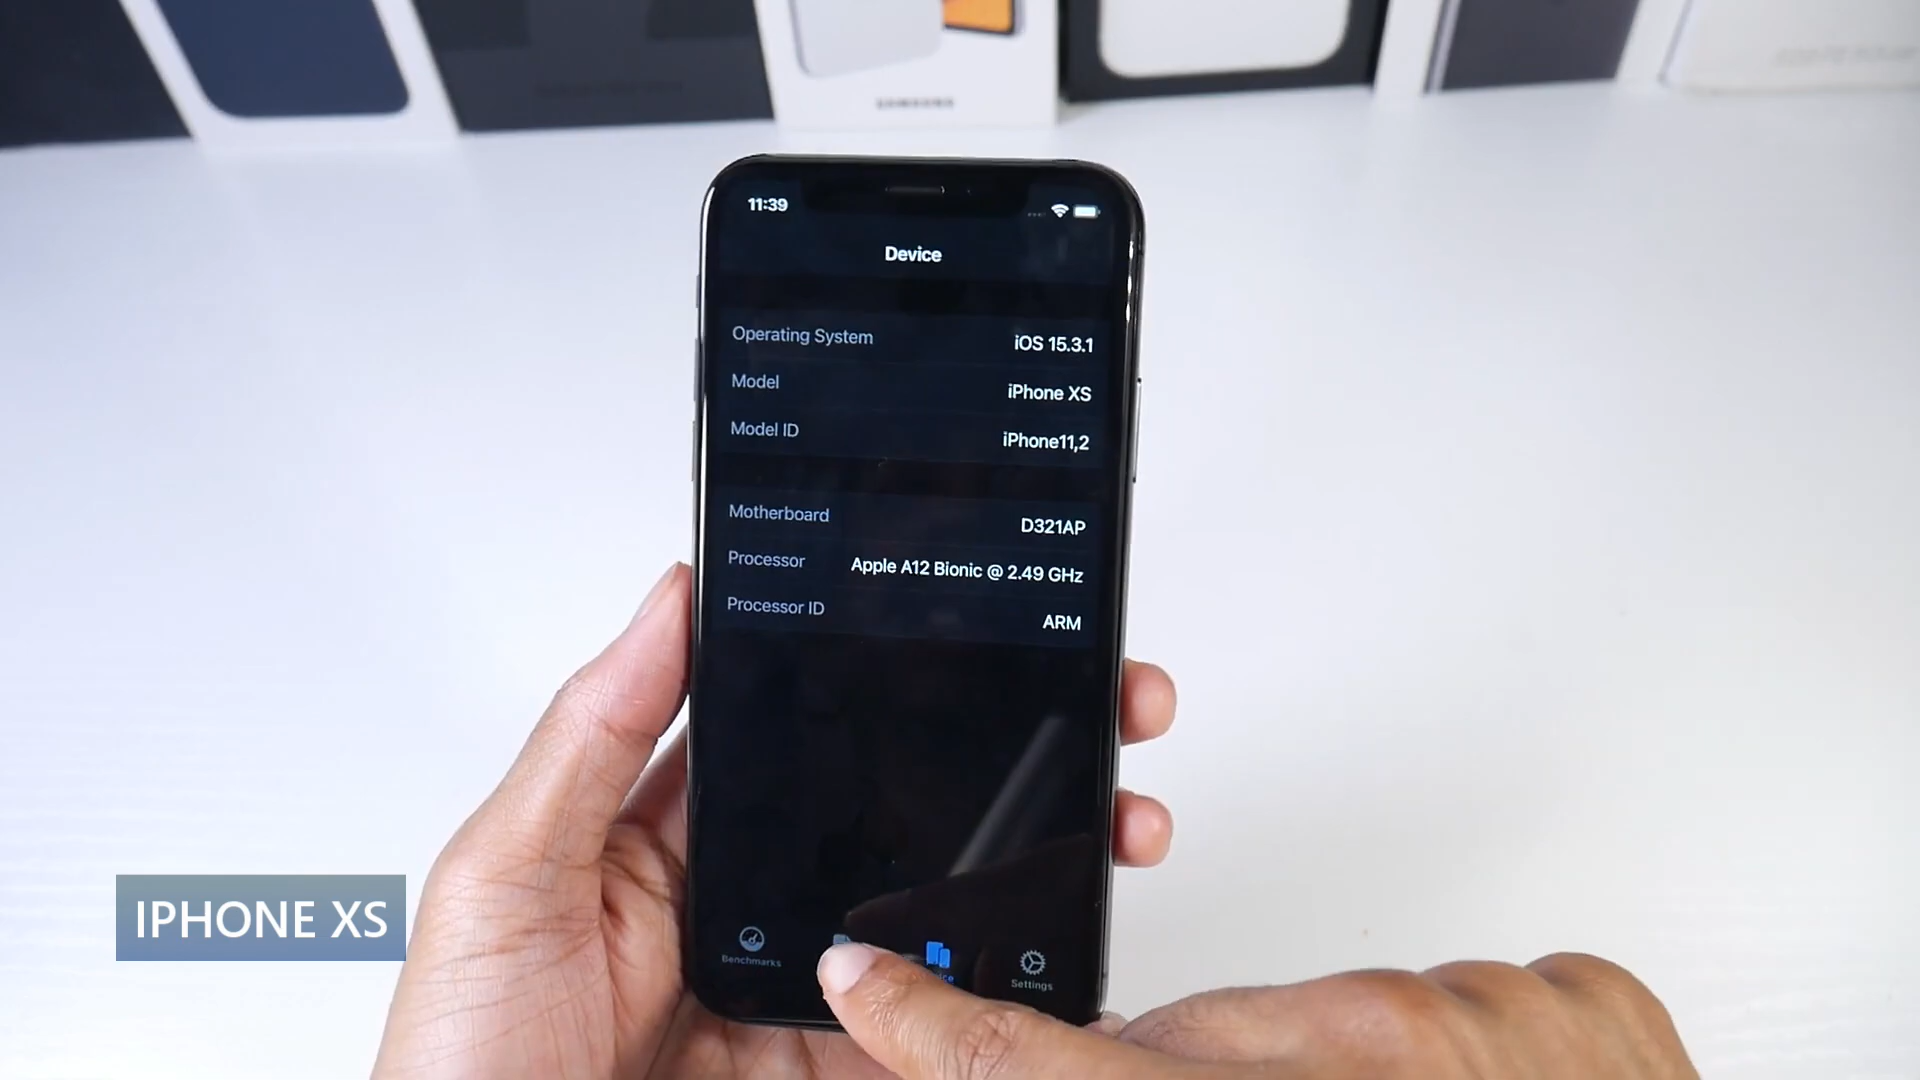 SAMSUNG
11:39
Device
Operating System iOS 15.3.1
Model iPhone XS
Model ID iPhone11,2
Motherboard D321AP
Processor Apple A12 Bionic @ 2.49 GHz
Processor ID ARM
Benchmarks
Settings
IPHONE XS